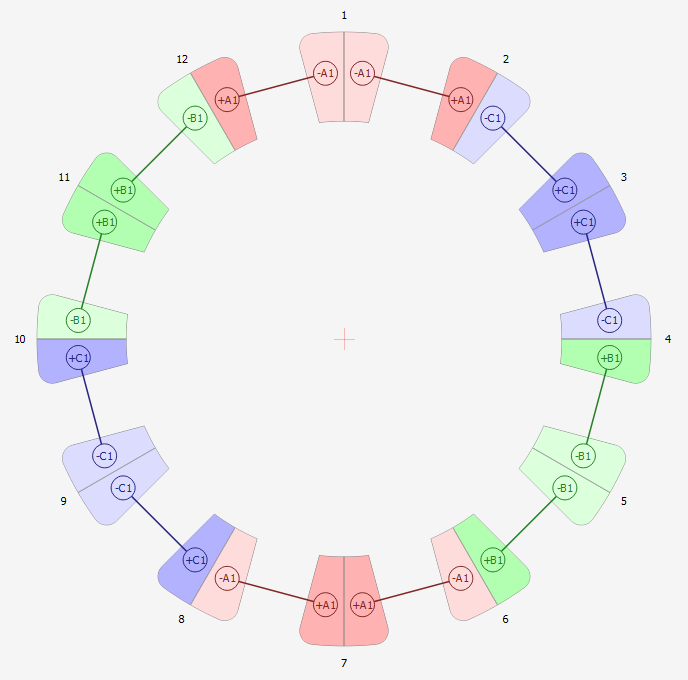 1
-A1 -A1
12 2
+A1 +A1
-B1 -C1
11 3
+B1 +C1
+B1 +C1
-B1 -C1
10 4
+C1 +B1
-C1 -B1
-C1 -B1
9 5
+C1 +B1
-A1 -A1
+A1 +A1
8 6
7